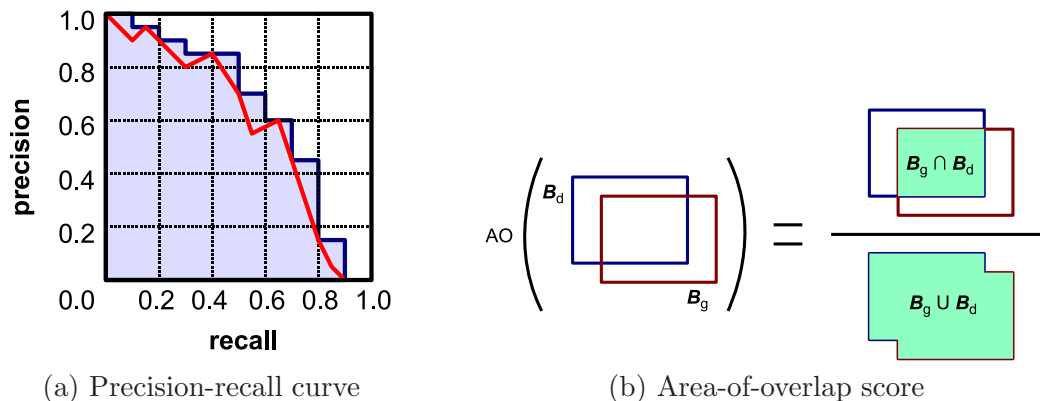 1.0
0.8
0.6
0.4
0.2
0.0
precision
0.2 0.4 0.6 0.8 1.0
recall
(a) Precision-recall curve
AO
B_d
B_g
=
B_g ∩ B_d
B_g ∪ B_d
(b) Area-of-overlap score